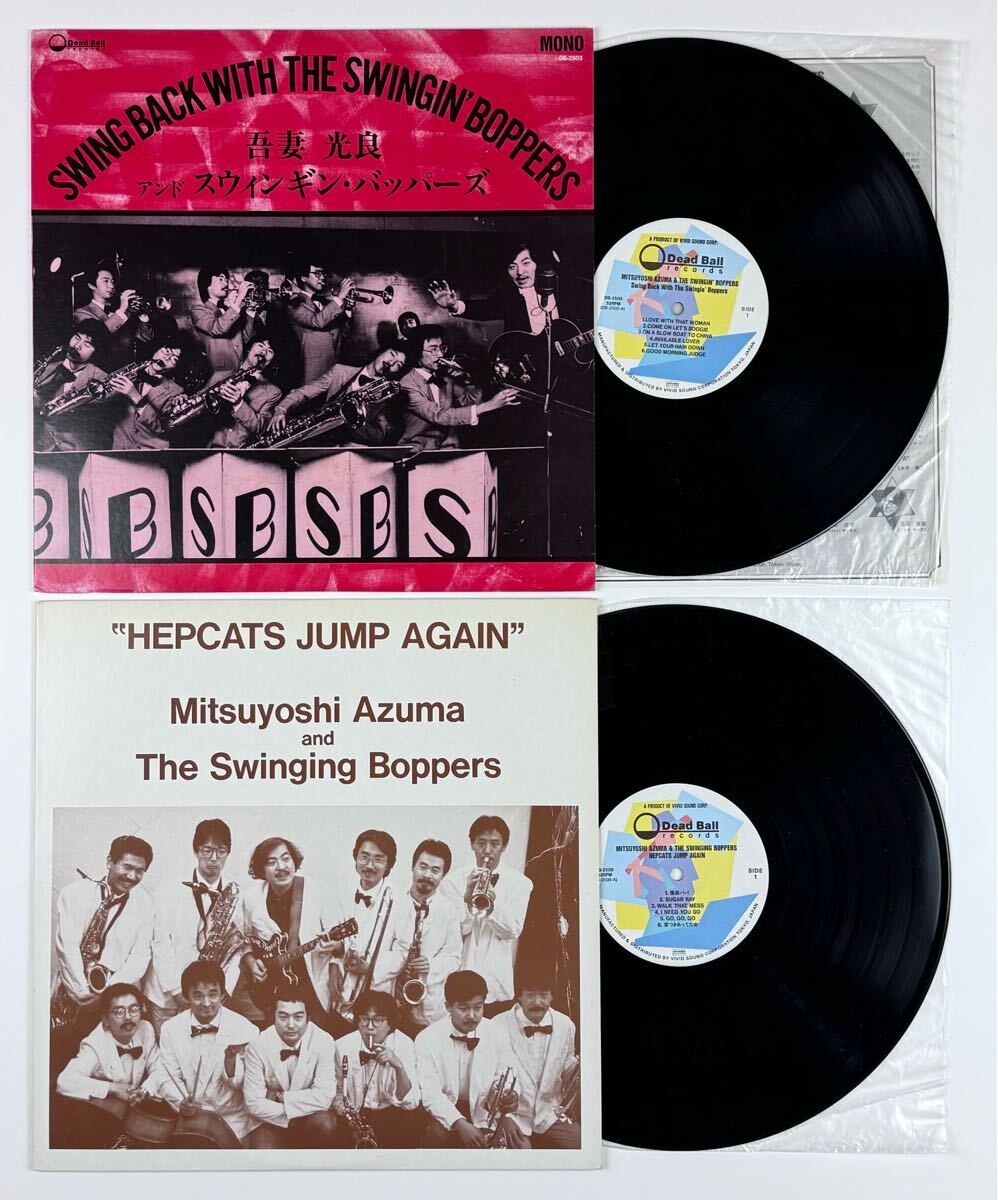 Dead Ball
records
MONO
DB-2503
SWING BACK WITH THE SWINGIN' BOPPERS
吾妻 光良
アンド スウィンギン・バッパーズ
BSBSBSBS
A PRODUCT OF VIVID SOUND CORP.
Dead Ball
records
MITSUYOSHI AZUMA & THE SWINGIN' BOPPERS
Swing Back With The Swingin' Boppers
DB-2503
33RPM
(DB-2503-A)
SIDE
1
1.LOVE WITH THAT WOMAN
2.COME ON LET'S BOOGIE
3.ON A SLOW BOAT TO CHINA
4.AVAILABLE LOVER
5.LET YOUR HAIR DOWN
6.GOOD MORNING JUDGE
MANUFACTURED & DISTRIBUTED BY VIVID SOUND CORPORATION TOKYO, JAPAN
"HEPCATS JUMP AGAIN"
Mitsuyoshi Azuma
and
The Swinging Boppers
A PRODUCT OF VIVID SOUND CORP.
Dead Ball
records
MITSUYOSHI AZUMA & THE SWINGING BOPPERS
HEPCATS JUMP AGAIN
SIDE
1
2. SUGAR RAY
3. WALK THAT MESS
4. I NEED YOU SO
5. GO, GO, GO
MANUFACTURED & DISTRIBUTED BY VIVID SOUND CORPORATION TOKYO, JAPAN